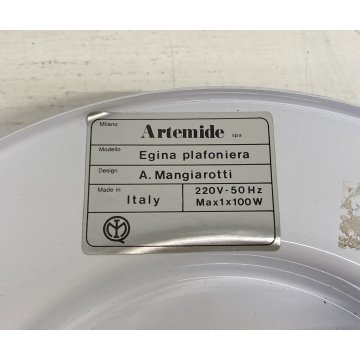 Milano Artemide spa
Modello Egina plafoniera
Design A. Mangiarotti
Made in Italy 220V-50Hz
Max1x100W